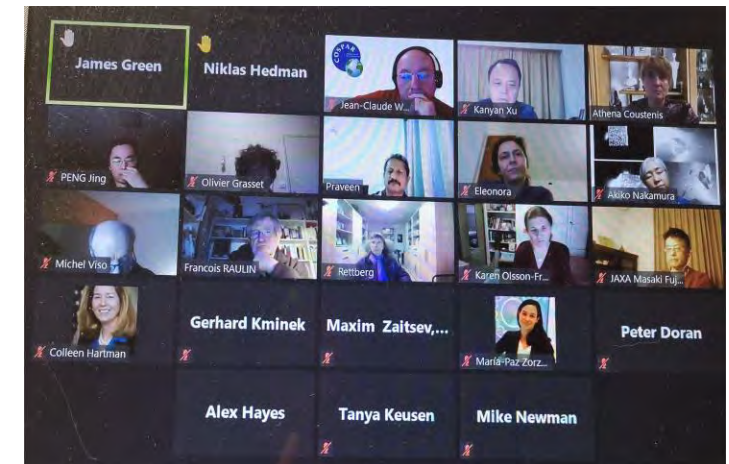 James Green
Niklas Hedman
COSPAR
Jean-Claude W...
Kanyan Xu
Athena Coustenis
PENG Jing
Olivier Grasset
Praveen
Eleonora
Akiko Nakamura
Michel Viso
Francois RAULIN
Rettberg
Karen Olsson-Fr...
JAXA Masaki Fuj...
Colleen Hartman
Gerhard Kminek
Maxim Zaitsev,...
María-Paz Zorz...
Peter Doran
Alex Hayes
Tanya Keusen
Mike Newman